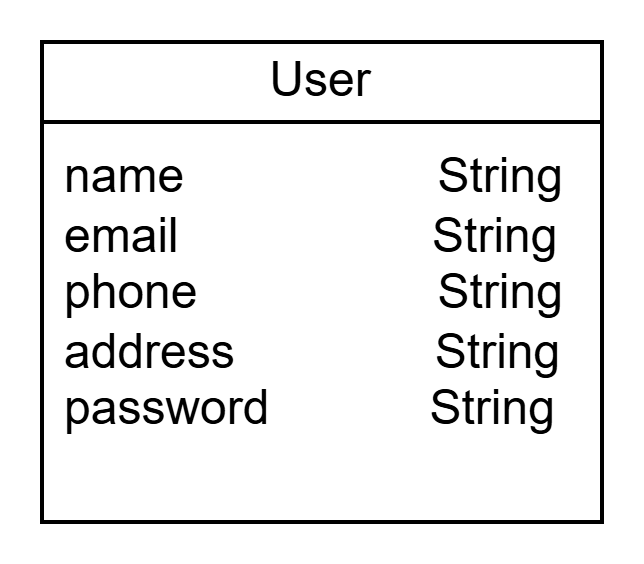 User
name String
email String
phone String
address String
password String